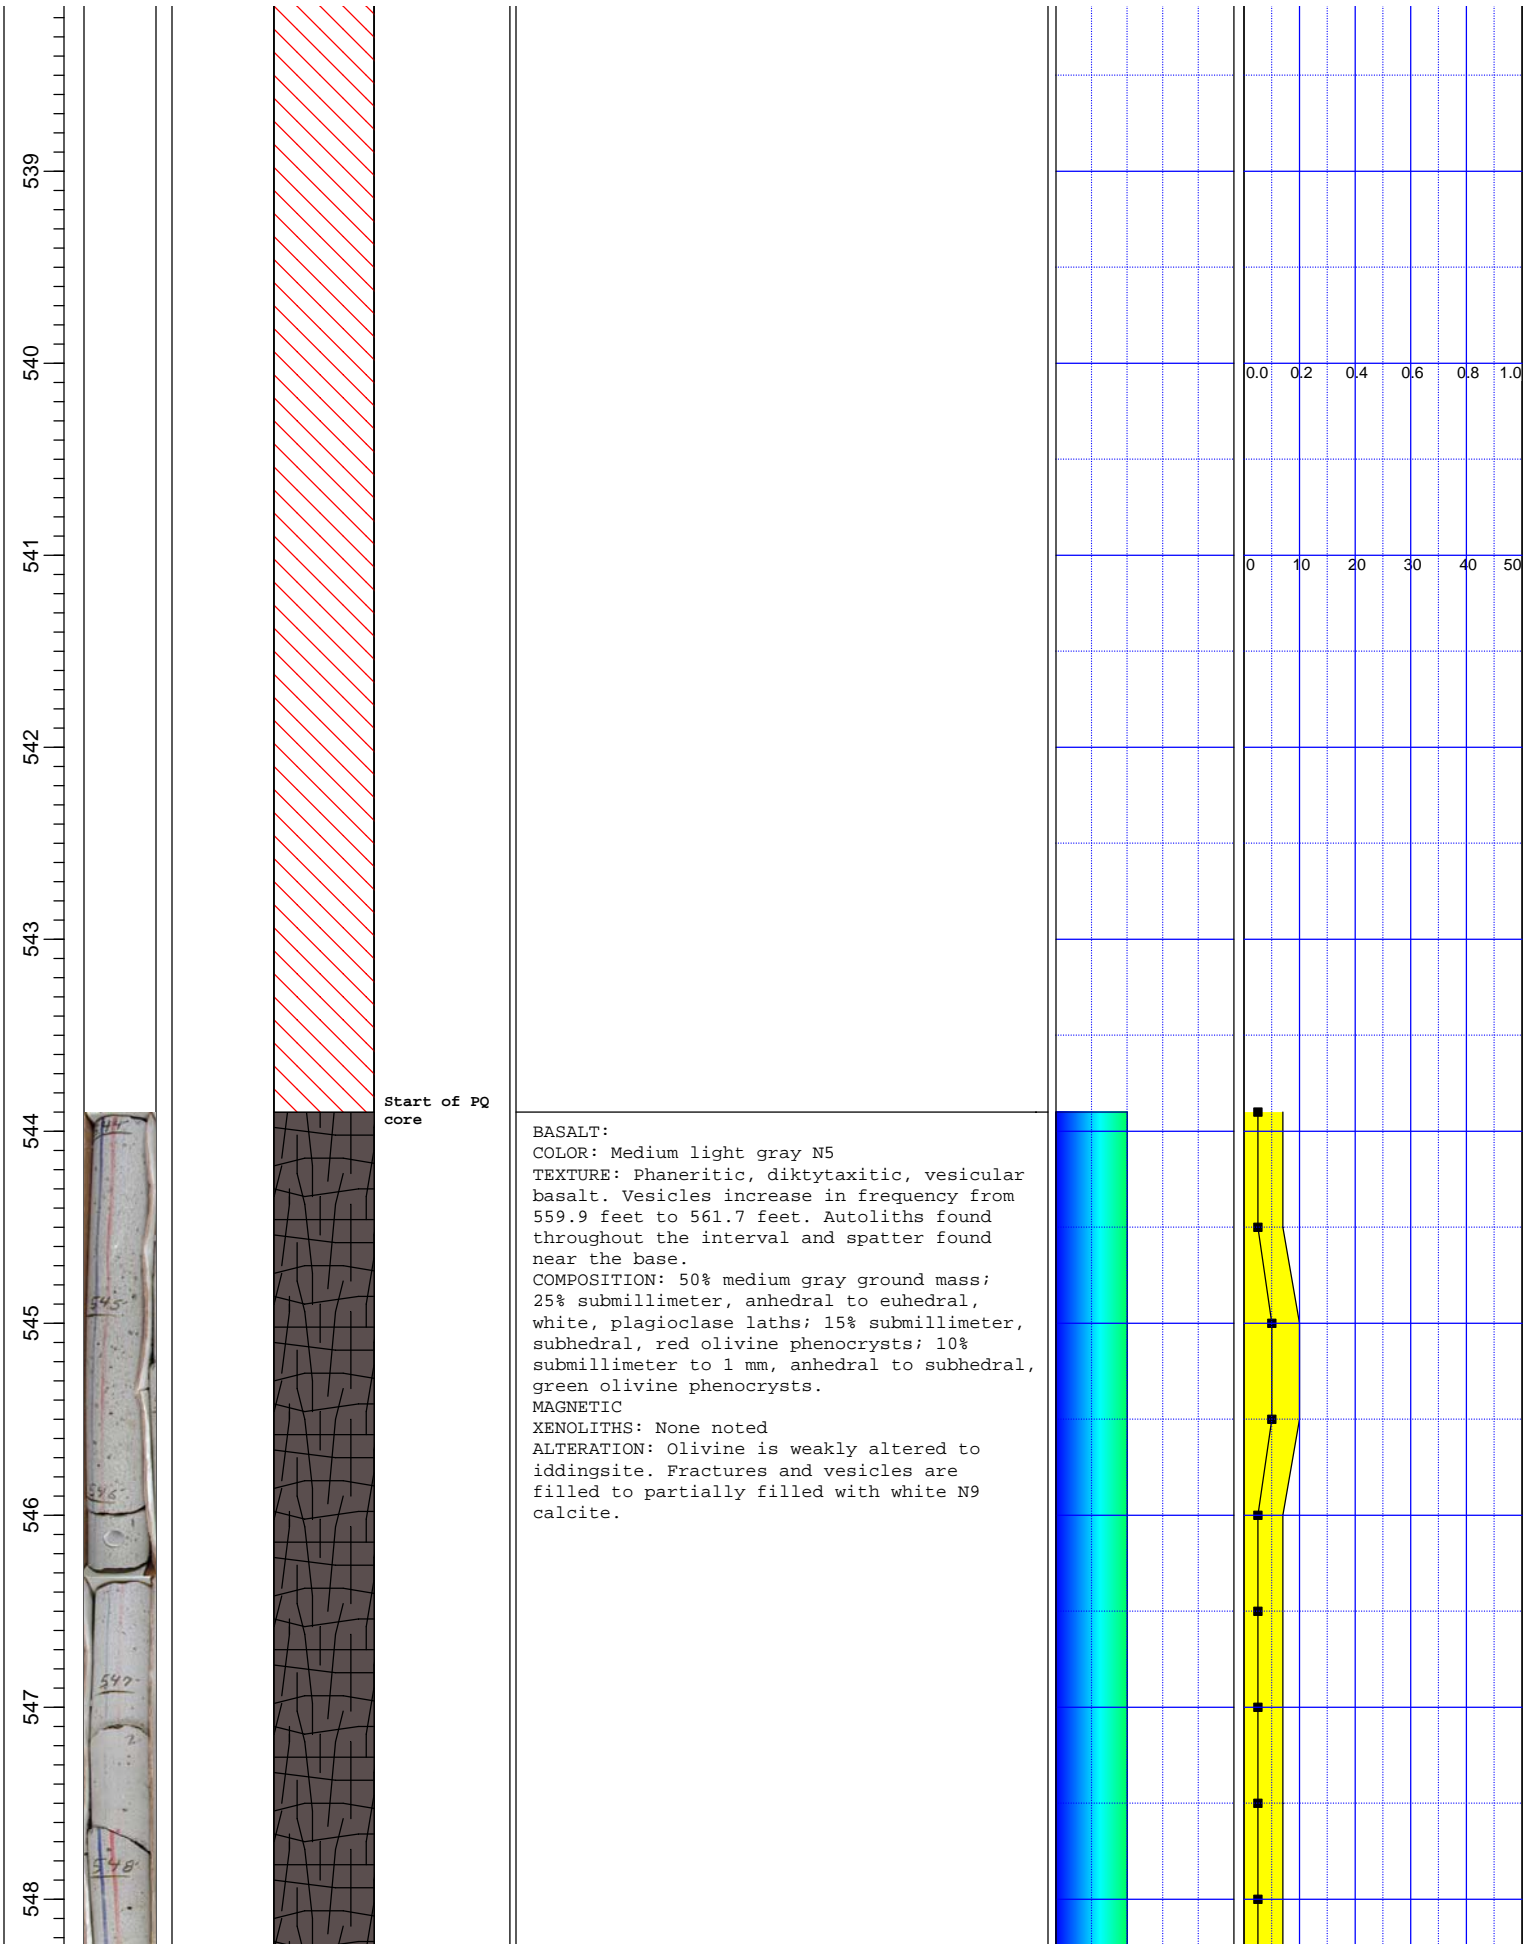 539
540
0.0 0.2 0.4 0.6 0.8 1.0
541
0 10 20 30 40 50
542
543
Start of PQ
core
544
544
BASALT:
COLOR: Medium light gray N5
TEXTURE: Phaneritic, diktytaxitic, vesicular
basalt. Vesicles increase in frequency from
559.9 feet to 561.7 feet. Autoliths found
throughout the interval and spatter found
near the base.
COMPOSITION: 50% medium gray ground mass;
25% submillimeter, anhedral to euhedral,
white, plagioclase laths; 15% submillimeter,
subhedral, red olivine phenocrysts; 10%
submillimeter to 1 mm, anhedral to subhedral,
green olivine phenocrysts.
MAGNETIC
XENOLITHS: None noted
ALTERATION: Olivine is weakly altered to
iddingsite. Fractures and vesicles are
filled to partially filled with white N9
calcite.
545
545
546
546
547
547
2
548
548